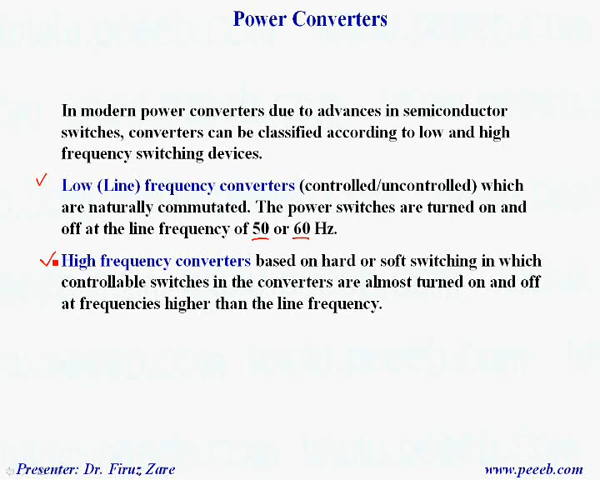 Power Converters
In modern power converters due to advances in semiconductor
switches, converters can be classified according to low and high
frequency switching devices.
Low (Line) frequency converters (controlled/uncontrolled) which
are naturally commutated. The power switches are turned on and
off at the line frequency of 50 or 60 Hz.
High frequency converters based on hard or soft switching in which
controllable switches in the converters are almost turned on and off
at frequencies higher than the line frequency.
Presenter: Dr. Firuz Zare
www.peeeb.com